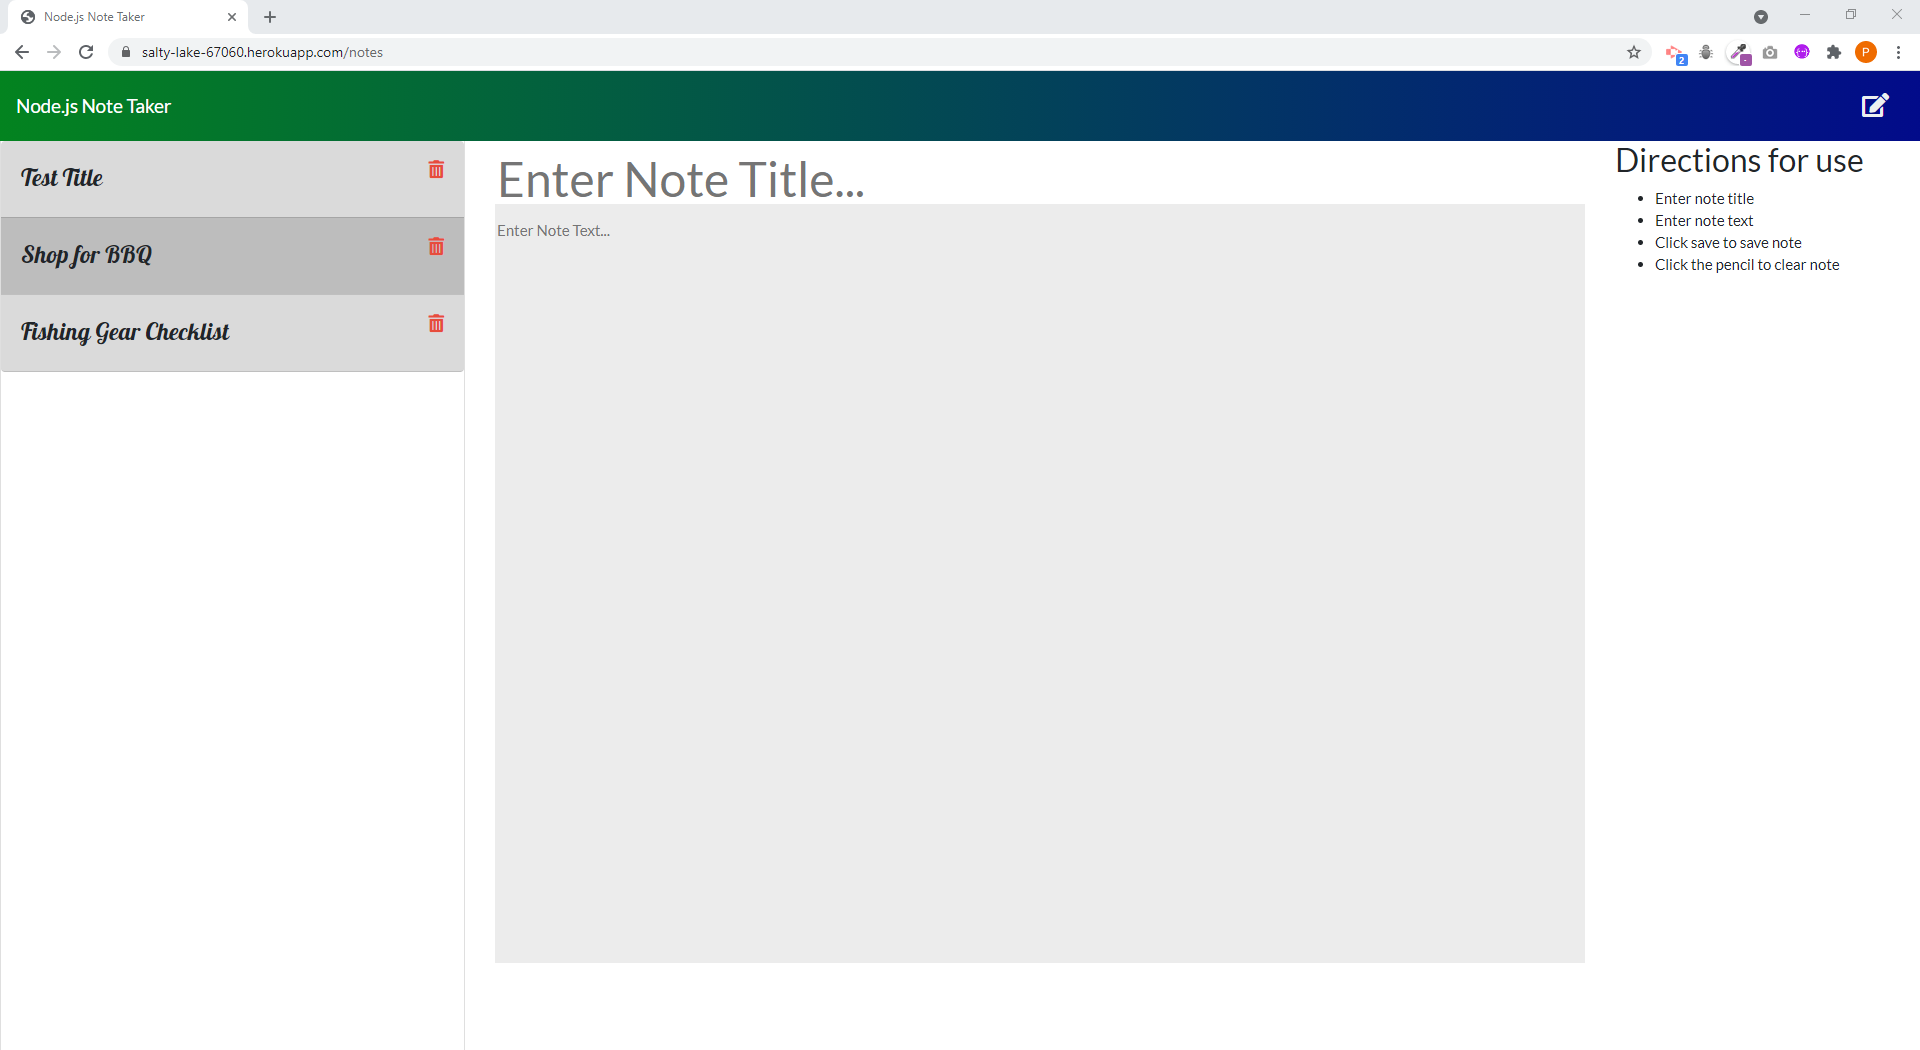 Node.js Note Taker
salty-lake-67060.herokuapp.com/notes
2
-
P
Node.js Note Taker
Test Title
Shop for BBQ
Fishing Gear Checklist
Enter Note Title...
Enter Note Text...
Directions for use
Enter note title
Enter note text
Click save to save note
Click the pencil to clear note